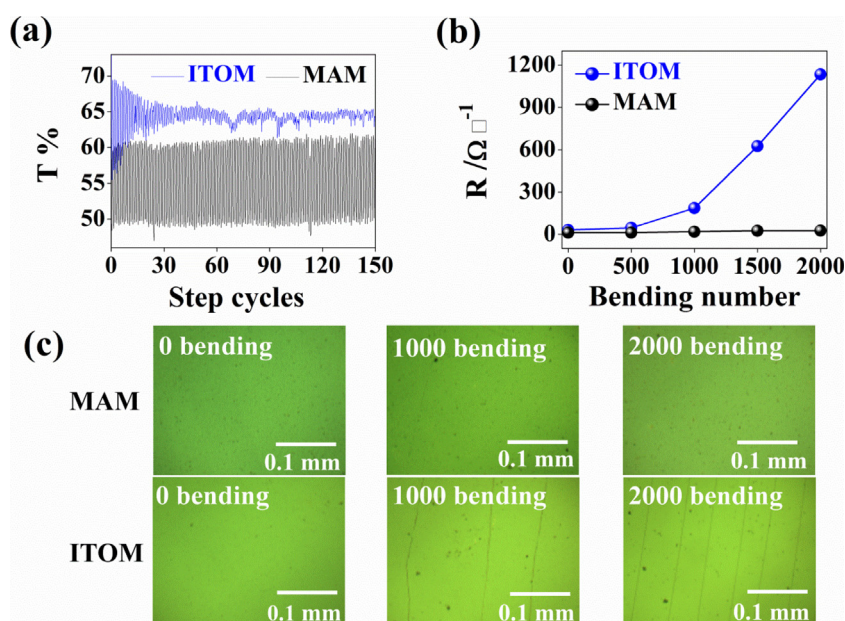 (a)
ITOM MAM
T %
70
65
60
55
50
0 30 60 90 120 150
Step cycles
(b)
ITOM
MAM
R /Ω □⁻¹
1200
900
600
300
0
0 500 1000 1500 2000
Bending number
(c)
MAM
0 bending
0.1 mm
1000 bending
0.1 mm
2000 bending
0.1 mm
ITOM
0 bending
0.1 mm
1000 bending
0.1 mm
2000 bending
0.1 mm